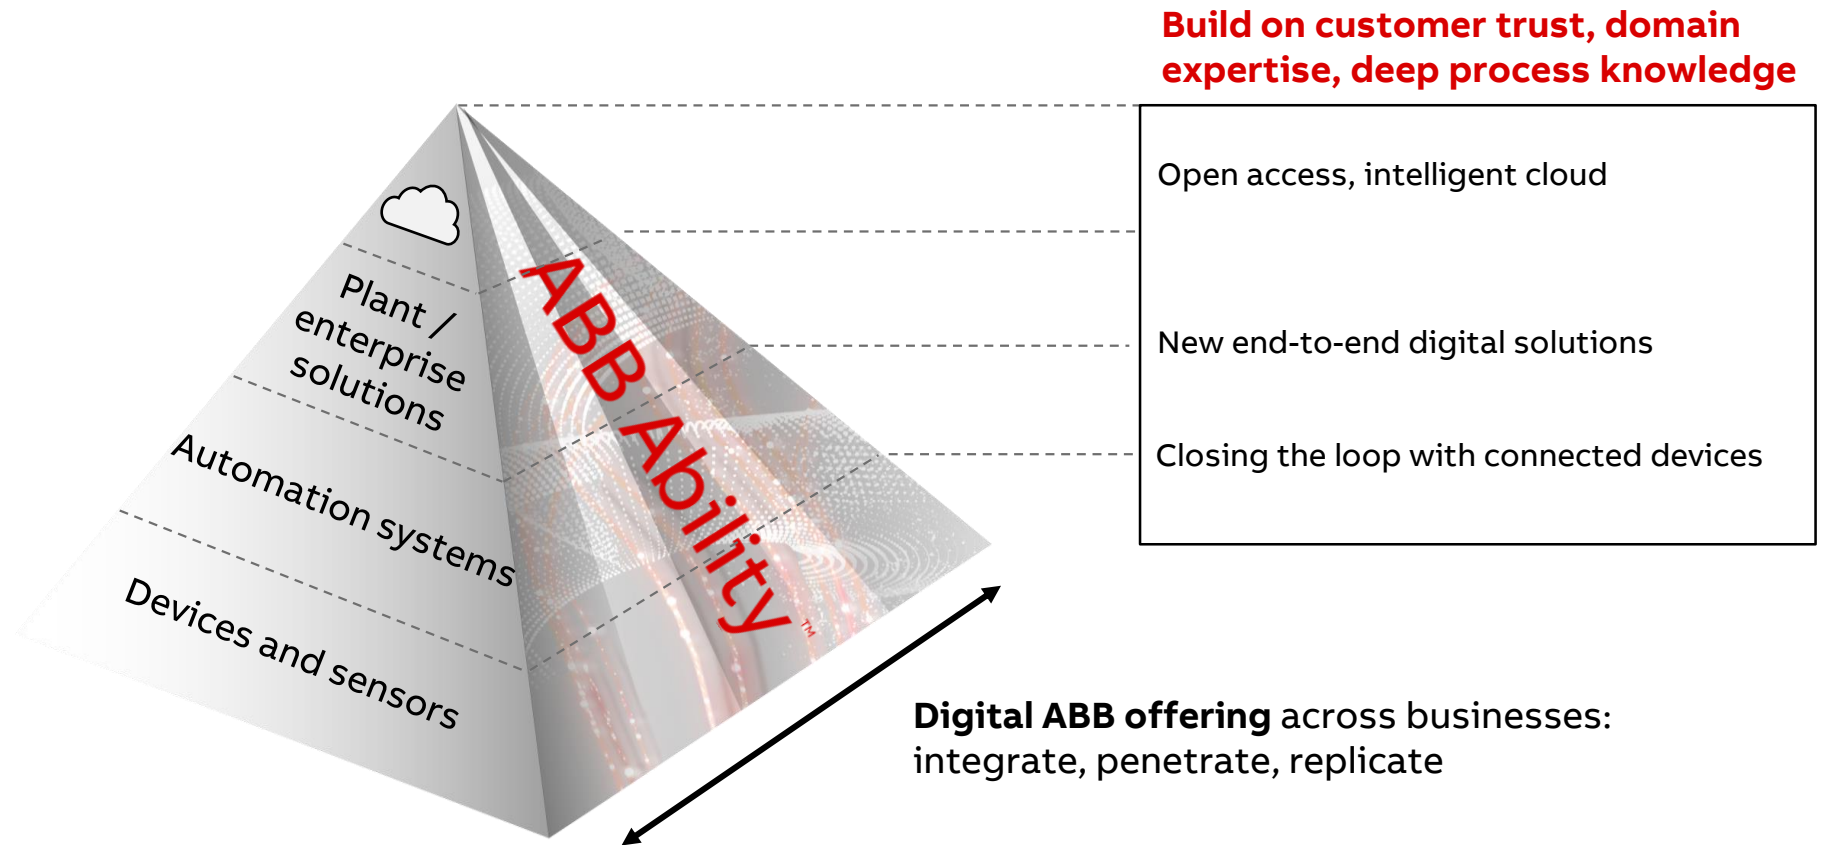 Build on customer trust, domain
expertise, deep process knowledge
Open access, intelligent cloud
New end-to-end digital solutions
Closing the loop with connected devices
Plant /
enterprise
solutions
Automation systems
Devices and sensors
ABB Ability™
Digital ABB offering across businesses:
integrate, penetrate, replicate